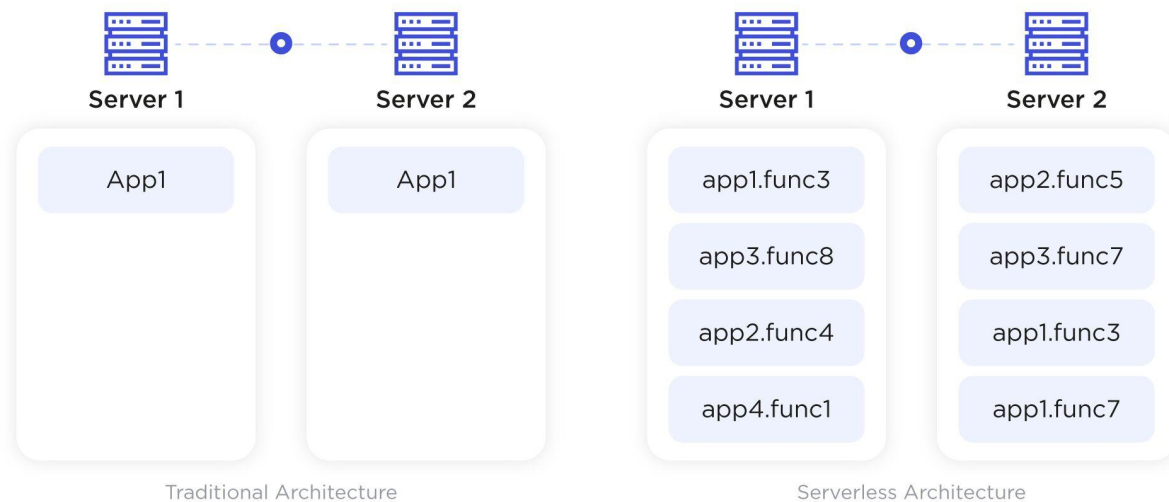 Server 1
Server 2
App1
App1
Traditional Architecture
Server 1
Server 2
app1.func3
app3.func8
app2.func4
app4.func1
app2.func5
app3.func7
app1.func3
app1.func7
Serverless Architecture